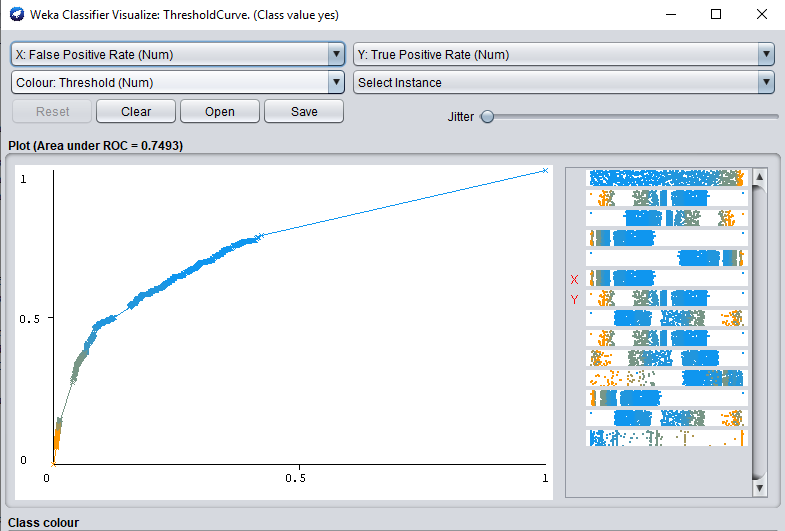 Weka Classifier Visualize: ThresholdCurve. (Class value yes)
X: False Positive Rate (Num) Y: True Positive Rate (Num)
Colour: Threshold (Num) Select Instance
Reset Clear Open Save Jitter
Plot (Area under ROC = 0.7493)
1
0.5
0
0 0.5 1
X
Y
Class colour